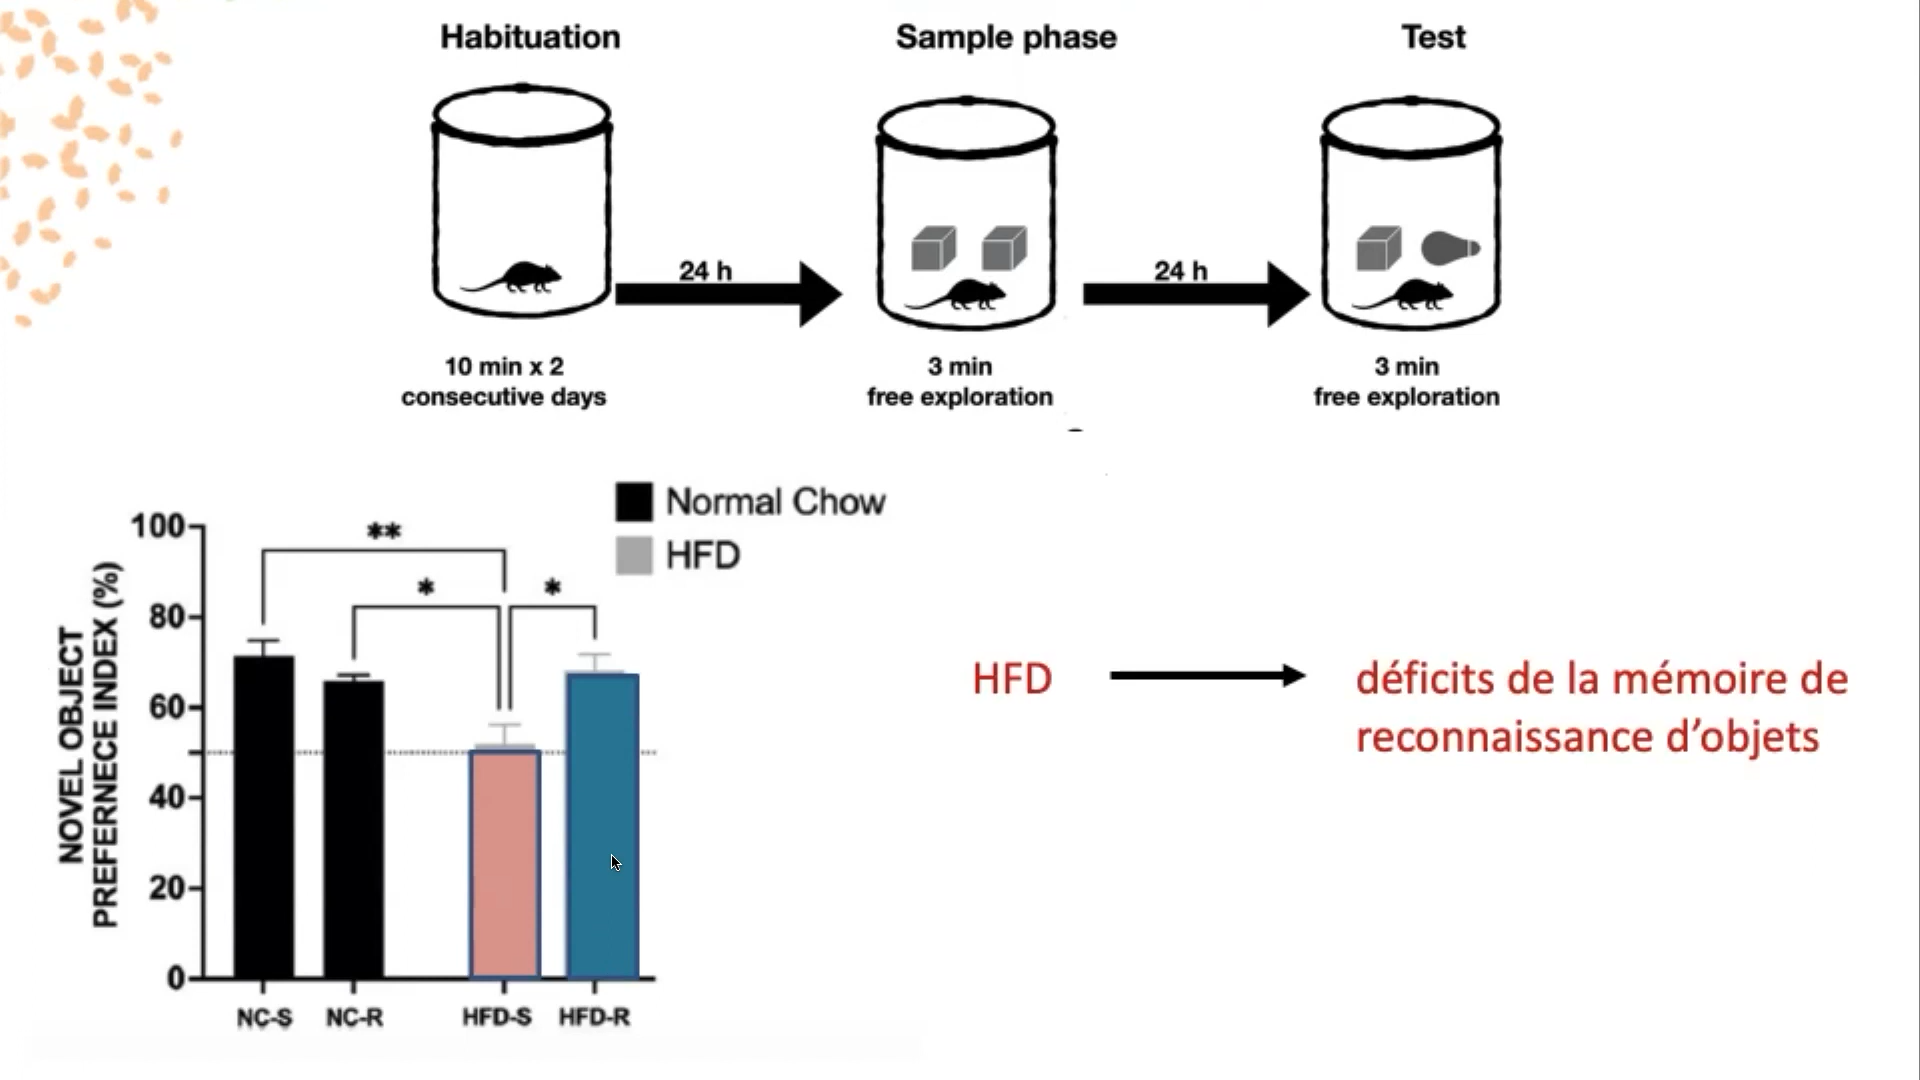 Habituation
Sample phase
Test
24 h
24 h
10 min x 2
consecutive days
3 min
free exploration
3 min
free exploration
Normal Chow
HFD
NOVEL OBJECT
PREFERNECE INDEX (%)
100
80
60
40
20
0
**
*
*
NC-S
NC-R
HFD-S
HFD-R
HFD
déficits de la mémoire de
reconnaissance d’objets